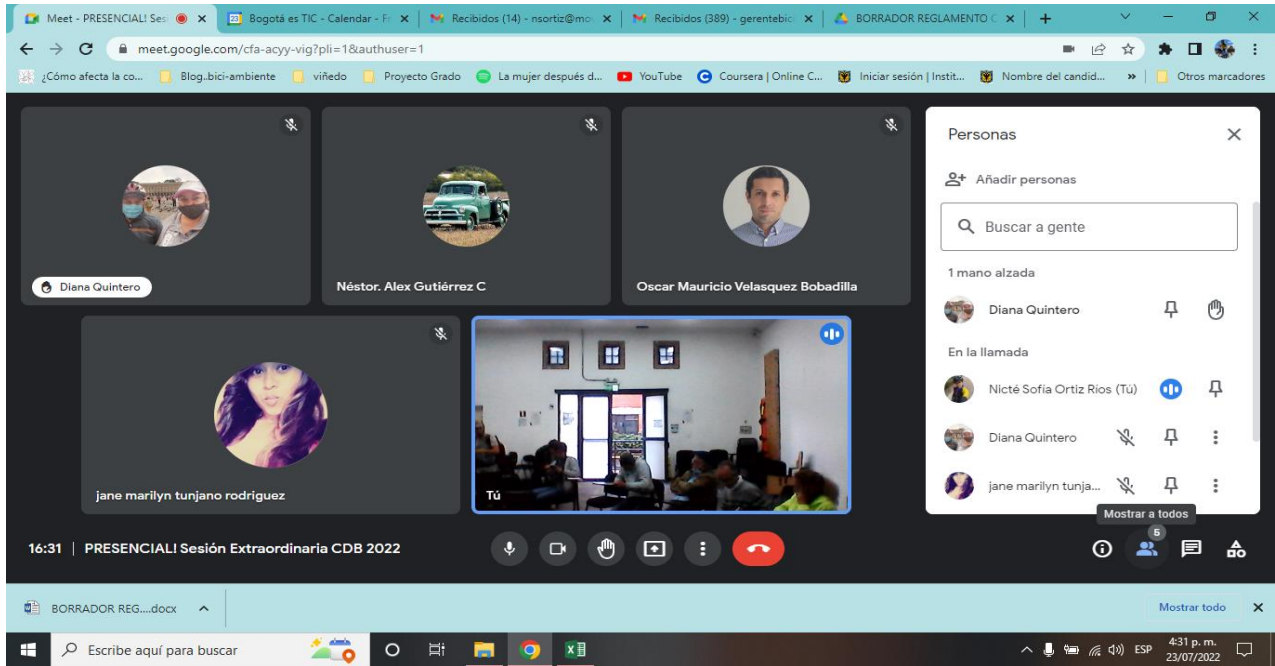 Meet - PRESENCIAL! Ses
Bogotá es TIC - Calendar - Fr
Recibidos (14) - nsortiz@mo
Recibidos (389) - gerentebici
BORRADOR REGLAMENTO C
meet.google.com/cfa-acyy-vig?pli=1&authuser=1
¿Cómo afecta la co...
Blog..bici-ambiente
viñedo
Proyecto Grado
La mujer después d...
YouTube
Coursera | Online C...
Iniciar sesión | Instit...
Nombre del candid...
»
Otros marcadores
Diana Quintero
Néstor. Alex Gutiérrez C
Oscar Mauricio Velasquez Bobadilla
jane marilyn tunjano rodriguez
Tú
Personas
Añadir personas
Buscar a gente
1 mano alzada
Diana Quintero
En la llamada
Nicté Sofía Ortiz Rios (Tú)
Diana Quintero
jane marilyn tunja...
Mostrar a todos
5
16:31 | PRESENCIAL! Sesión Extraordinaria CDB 2022
BORRADOR REG....docx
Mostrar todo
Escribe aquí para buscar
ESP
4:31 p. m.
23/07/2022